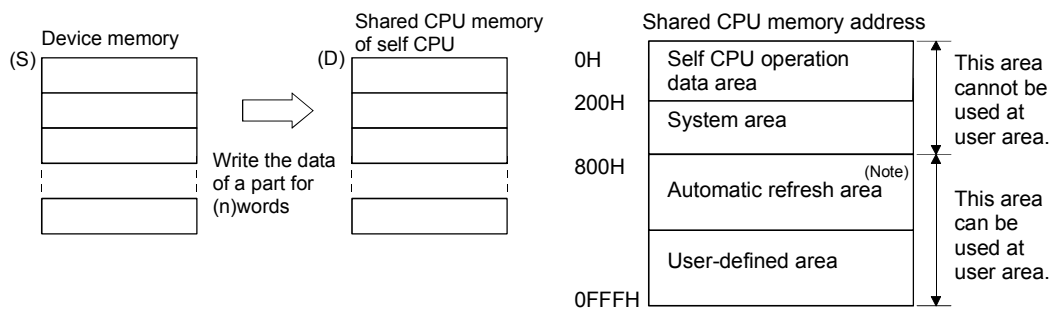 Device memory
(S)
Shared CPU memory
of self CPU
(D)
Write the data
of a part for
(n)words
Shared CPU memory address
0H
Self CPU operation
data area
200H
System area
800H
(Note)
Automatic refresh area
User-defined area
0FFFH
This area
cannot be
used at
user area.
This area
can be
used at
user area.